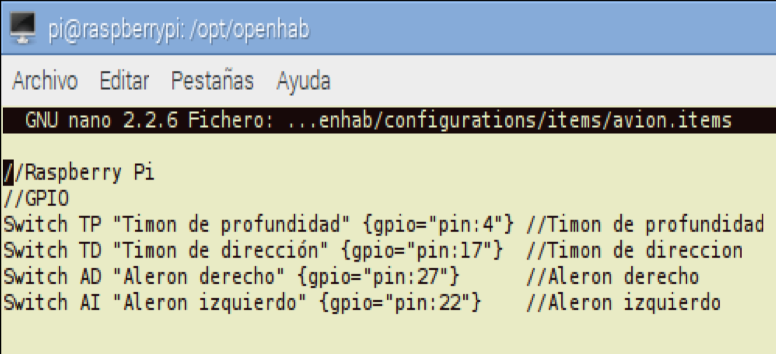 pi@raspberrypi: /opt/openhab
Archivo Editar Pestañas Ayuda
GNU nano 2.2.6 Fichero: ...enhab/configurations/items/avion.items
//Raspberry Pi
//GPIO
Switch TP "Timon de profundidad" {gpio="pin:4"} //Timon de profundidad
Switch TD "Timon de dirección" {gpio="pin:17"} //Timon de direccion
Switch AD "Aleron derecho" {gpio="pin:27"} //Aleron derecho
Switch AI "Aleron izquierdo" {gpio="pin:22"} //Aleron izquierdo